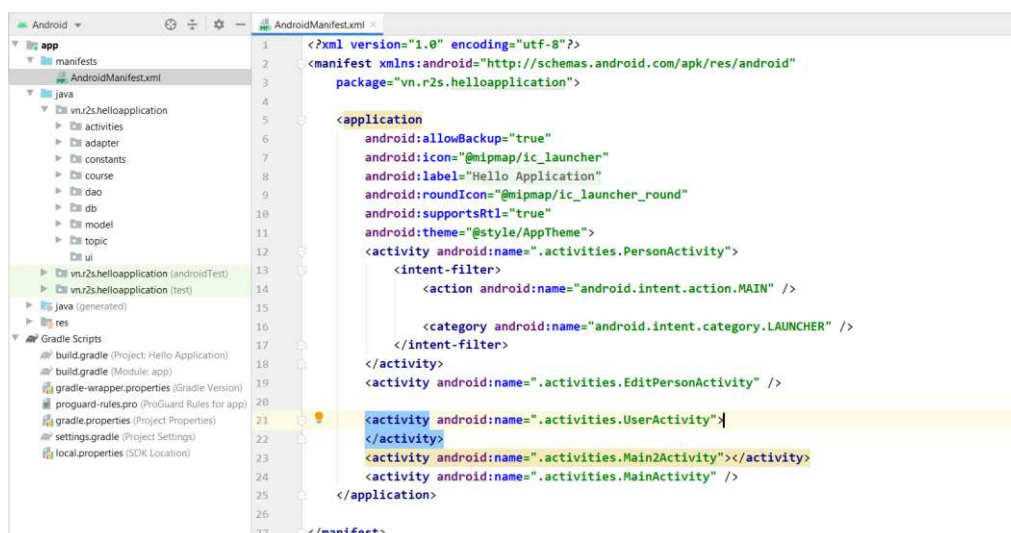 Android
AndroidManifest.xml
app
manifests
AndroidManifest.xml
java
vn.r2s.helloapplication
activities
adapter
constants
course
dao
db
model
topic
ui
vn.r2s.helloapplication (androidTest)
vn.r2s.helloapplication (test)
java (generated)
res
Gradle Scripts
build.gradle (Project: Hello Application)
build.gradle (Module: app)
gradle-wrapper.properties (Gradle Version)
proguard-rules.pro (ProGuard Rules for app)
gradle.properties (Project Properties)
settings.gradle (Project Settings)
local.properties (SDK Location)
1 <?xml version="1.0" encoding="utf-8"?>
2 <manifest xmlns:android="http://schemas.android.com/apk/res/android"
3 package="vn.r2s.helloapplication">
4
5 <application
6 android:allowBackup="true"
7 android:icon="@mipmap/ic_launcher"
8 android:label="Hello Application"
9 android:roundIcon="@mipmap/ic_launcher_round"
10 android:supportsRtl="true"
11 android:theme="@style/AppTheme">
12 <activity android:name=".activities.PersonActivity">
13 <intent-filter>
14 <action android:name="android.intent.action.MAIN" />
15
16 <category android:name="android.intent.category.LAUNCHER" />
17 </intent-filter>
18 </activity>
19 <activity android:name=".activities.EditPersonActivity" />
20
21 <activity android:name=".activities.UserActivity">
22 </activity>
23 <activity android:name=".activities.Main2Activity"></activity>
24 <activity android:name=".activities.MainActivity" />
25 </application>
26
27 </manifest>